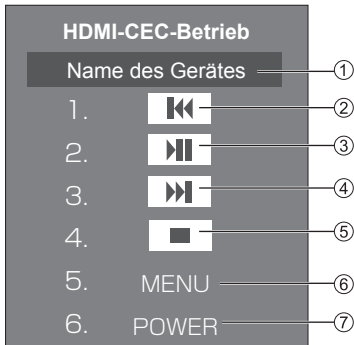 HDMI-CEC-Betrieb
Name des Gerätes ①
1. ②
2. ③
3. ④
4. ⑤
5. MENU ⑥
6. POWER ⑦